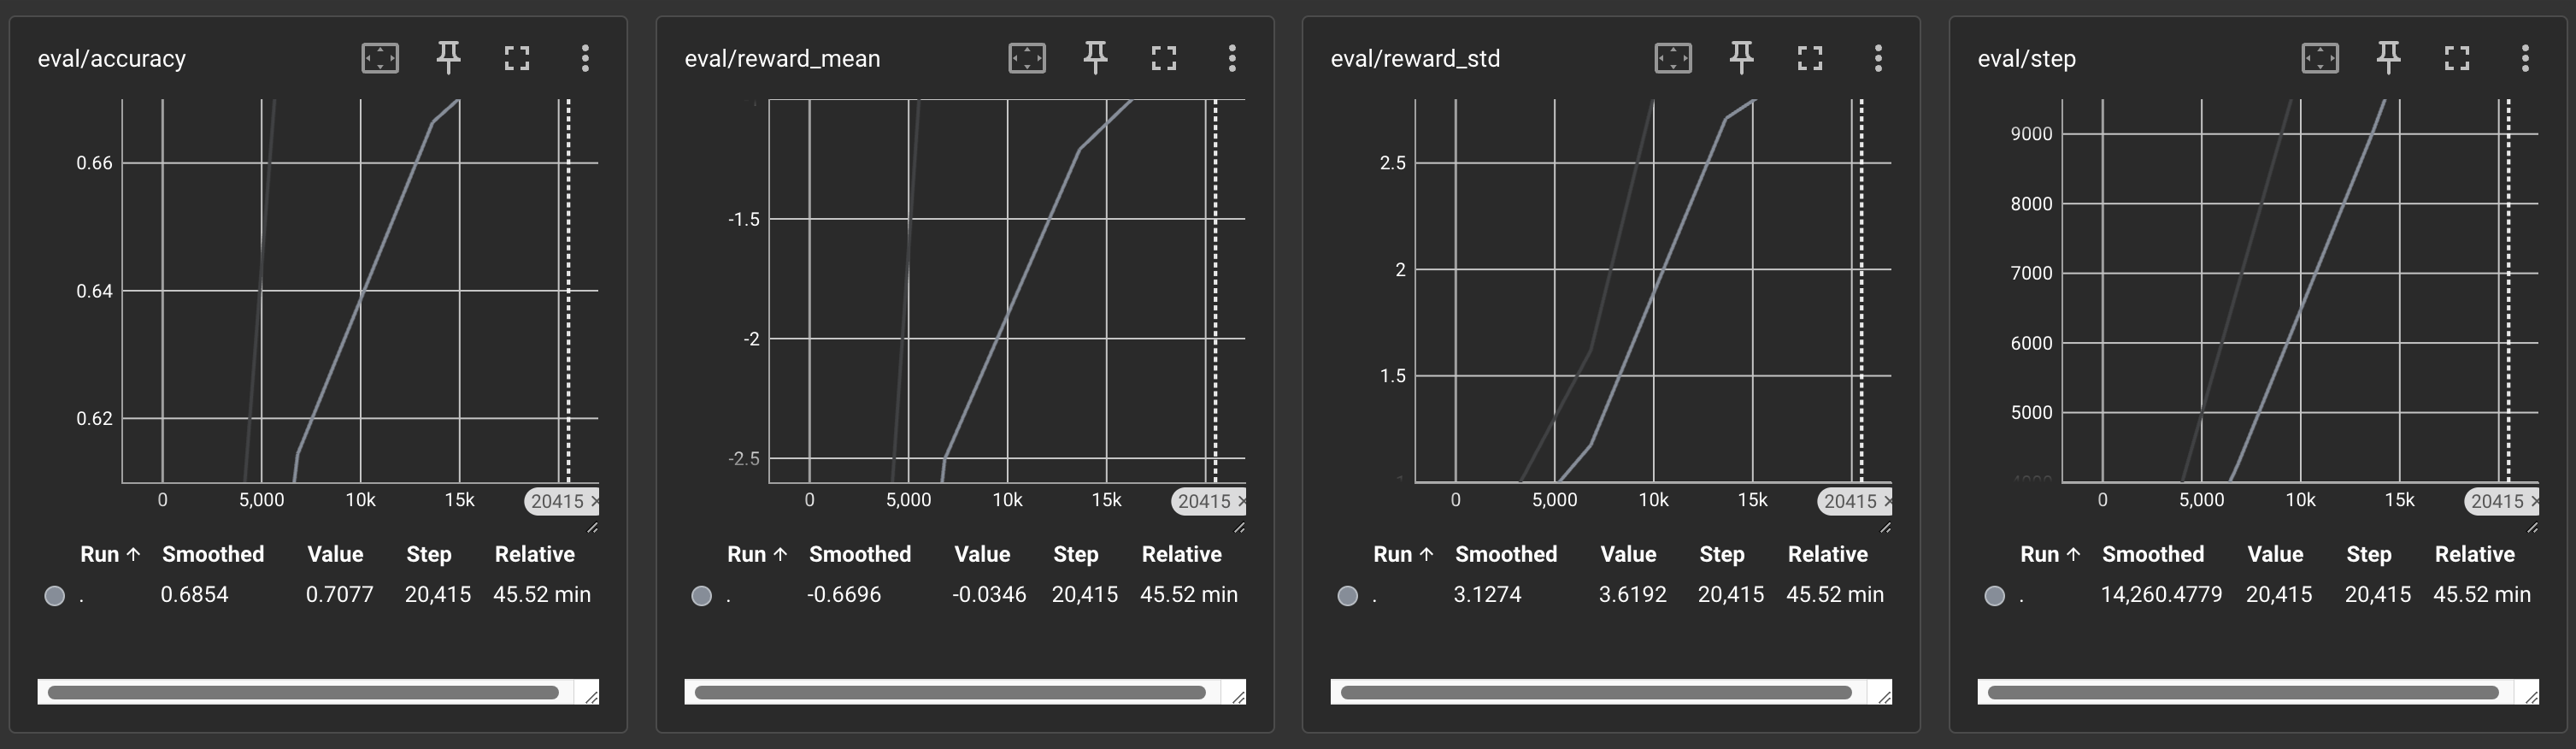 eval/accuracy
0.66
0.64
0.62
0 5,000 10k 15k 20415 ×
Run ↑ Smoothed Value Step Relative
. 0.6854 0.7077 20,415 45.52 min
eval/reward_mean
-1.5
-2
-2.5
0 5,000 10k 15k 20415 ×
Run ↑ Smoothed Value Step Relative
. -0.6696 -0.0346 20,415 45.52 min
eval/reward_std
2.5
2
1.5
1
0 5,000 10k 15k 20415 ×
Run ↑ Smoothed Value Step Relative
. 3.1274 3.6192 20,415 45.52 min
eval/step
9000
8000
7000
6000
5000
4000
0 5,000 10k 15k 20415 ×
Run ↑ Smoothed Value Step Relative
. 14,260.4779 20,415 20,415 45.52 min